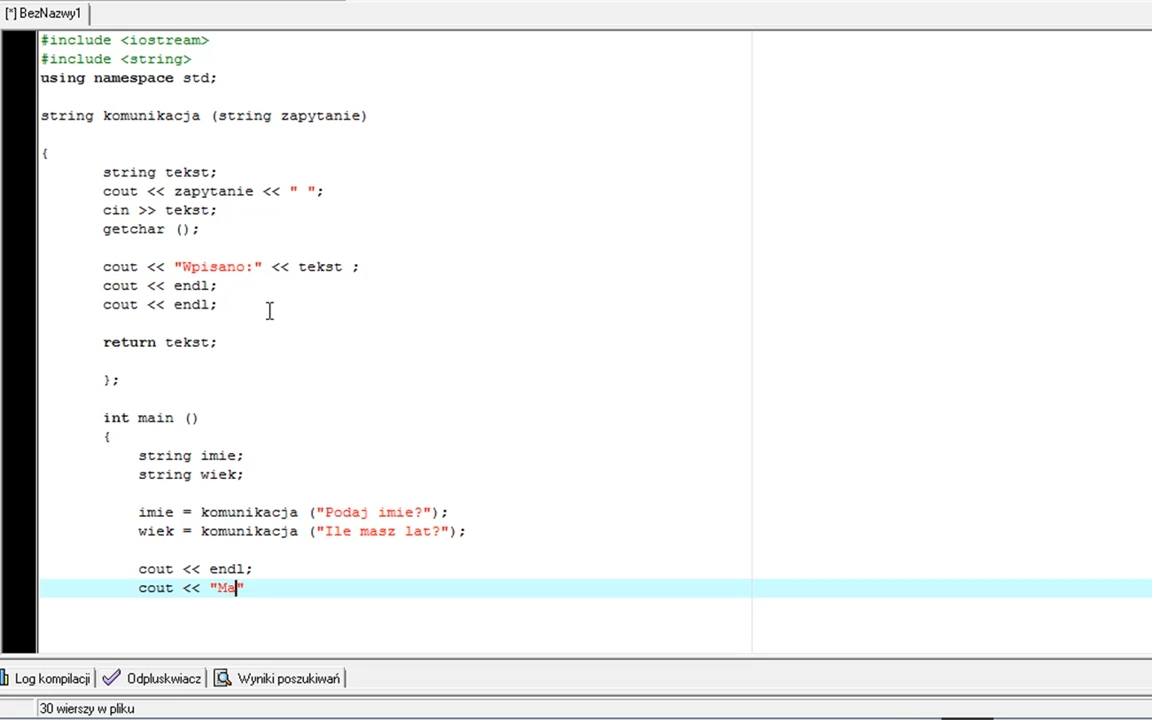 [*] BezNazwy1
#include <iostream>
#include <string>
using namespace std;
string komunikacja (string zapytanie)
{
string tekst;
cout << zapytanie << " ";
cin >> tekst;
getchar ();
cout << "Wpisano:" << tekst ;
cout << endl;
cout << endl;
return tekst;
};
int main ()
{
string imie;
string wiek;
imie = komunikacja ("Podaj imie?");
wiek = komunikacja ("Ile masz lat?");
cout << endl;
cout << "Ma"
Log kompilacji Odpluskwiacz Wyniki poszukiwań
30 wierszy w pliku